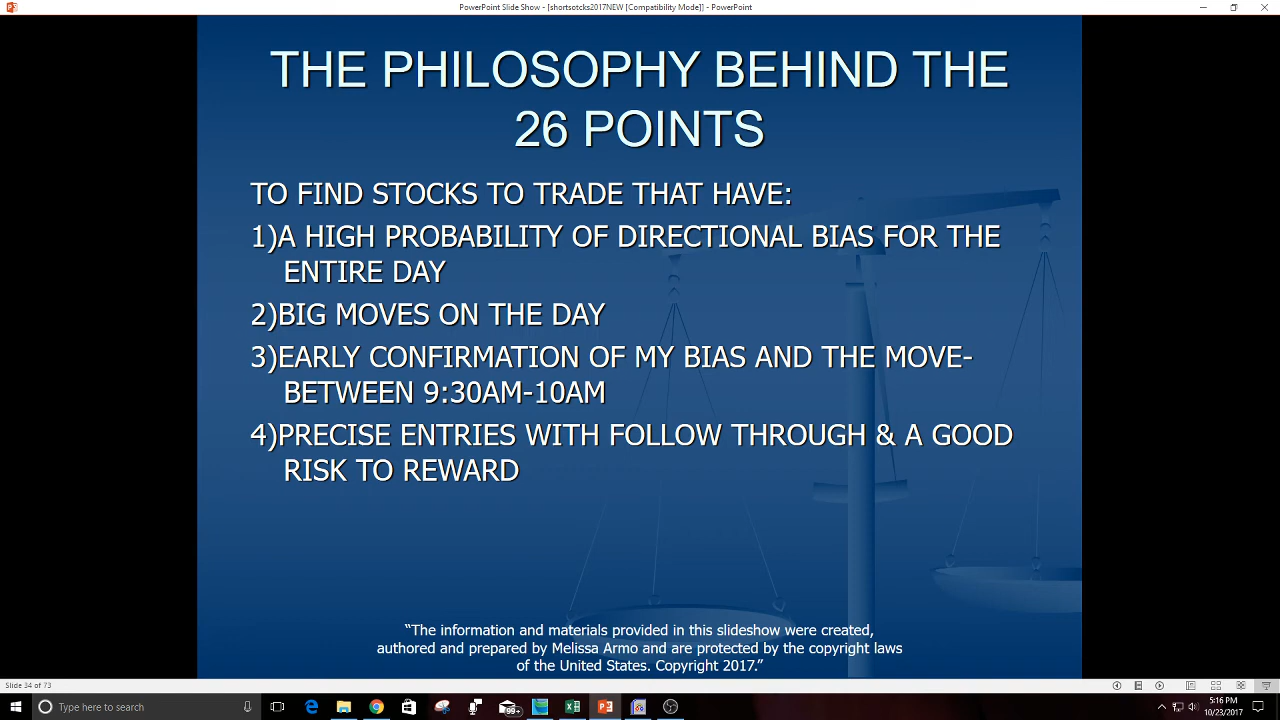 PowerPoint Slide Show - [shortsotcks2017NEW [Compatibility Mode]] - PowerPoint
THE PHILOSOPHY BEHIND THE
26 POINTS
TO FIND STOCKS TO TRADE THAT HAVE:
1)A HIGH PROBABILITY OF DIRECTIONAL BIAS FOR THE
ENTIRE DAY
2)BIG MOVES ON THE DAY
3)EARLY CONFIRMATION OF MY BIAS AND THE MOVE-
BETWEEN 9:30AM-10AM
4)PRECISE ENTRIES WITH FOLLOW THROUGH & A GOOD
RISK TO REWARD
“The information and materials provided in this slideshow were created,
authored and prepared by Melissa Armo and are protected by the copyright laws
of the United States. Copyright 2017.”
Slide 34 of 73
Type here to search
99+
5:16 PM
10/23/2017